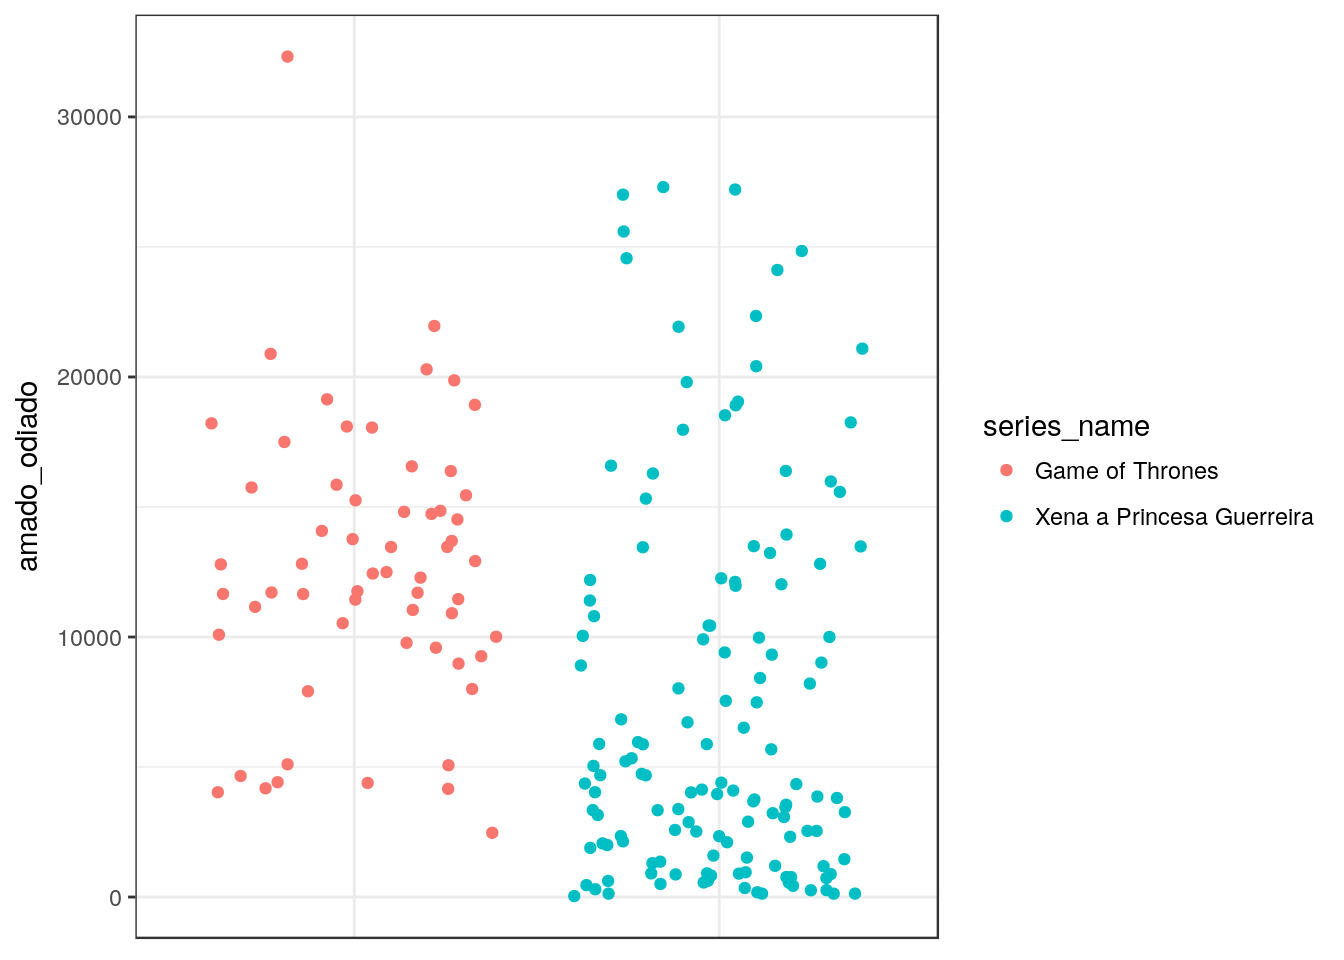 30000
20000
10000
0
amado_odiado
series_name
Game of Thrones
Xena a Princesa Guerreira